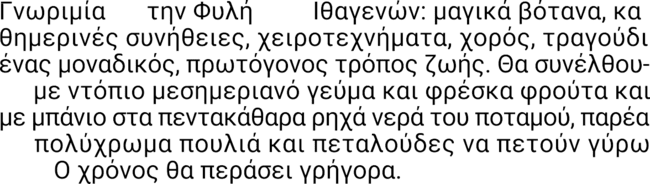 Γνωριμία την Φυλή Ιθαγενών: μαγικά βότανα, κα
θημερινές συνήθειες, χειροτεχνήματα, χορός, τραγούδι
ένας μοναδικός, πρωτόγονος τρόπος ζωής. Θα συνέλθου-
με ντόπιο μεσημεριανό γεύμα και φρέσκα φρούτα και
με μπάνιο στα πεντακάθαρα ρηχά νερά του ποταμού, παρέα
πολύχρωμα πουλιά και πεταλούδες να πετούν γύρω
Ο χρόνος θα περάσει γρήγορα.